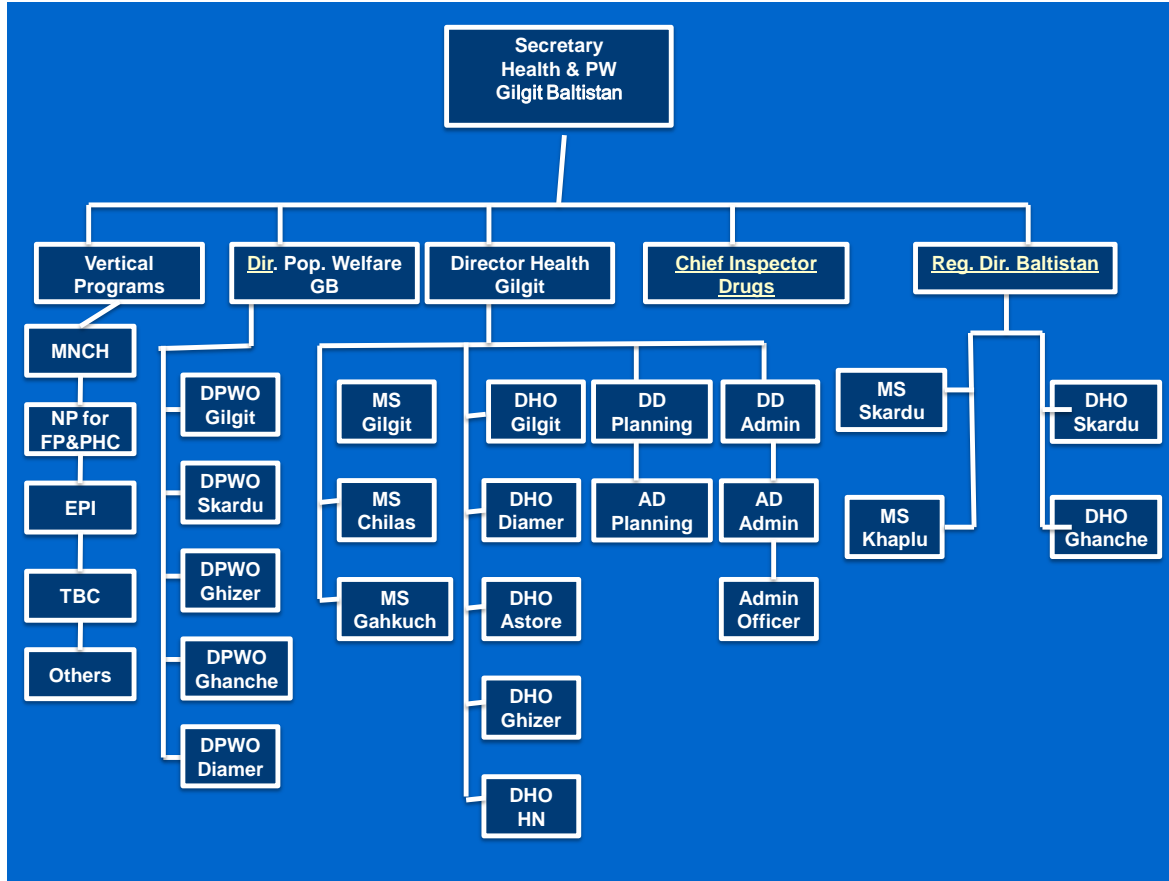 Secretary
Health & PW
Gilgit Baltistan
Vertical
Programs
Dir. Pop. Welfare
GB
Director Health
Gilgit
Chief Inspector
Drugs
Reg. Dir. Baltistan
MNCH
NP for
FP&PHC
EPI
TBC
Others
DPWO
Gilgit
DPWO
Skardu
DPWO
Ghizer
DPWO
Ghanche
DPWO
Diamer
MS
Gilgit
MS
Chilas
MS
Gahkuch
DHO
Gilgit
DHO
Diamer
DHO
Astore
DHO
Ghizer
DHO
HN
DD
Planning
AD
Planning
DD
Admin
AD
Admin
Admin
Officer
MS
Skardu
MS
Khaplu
DHO
Skardu
DHO
Ghanche